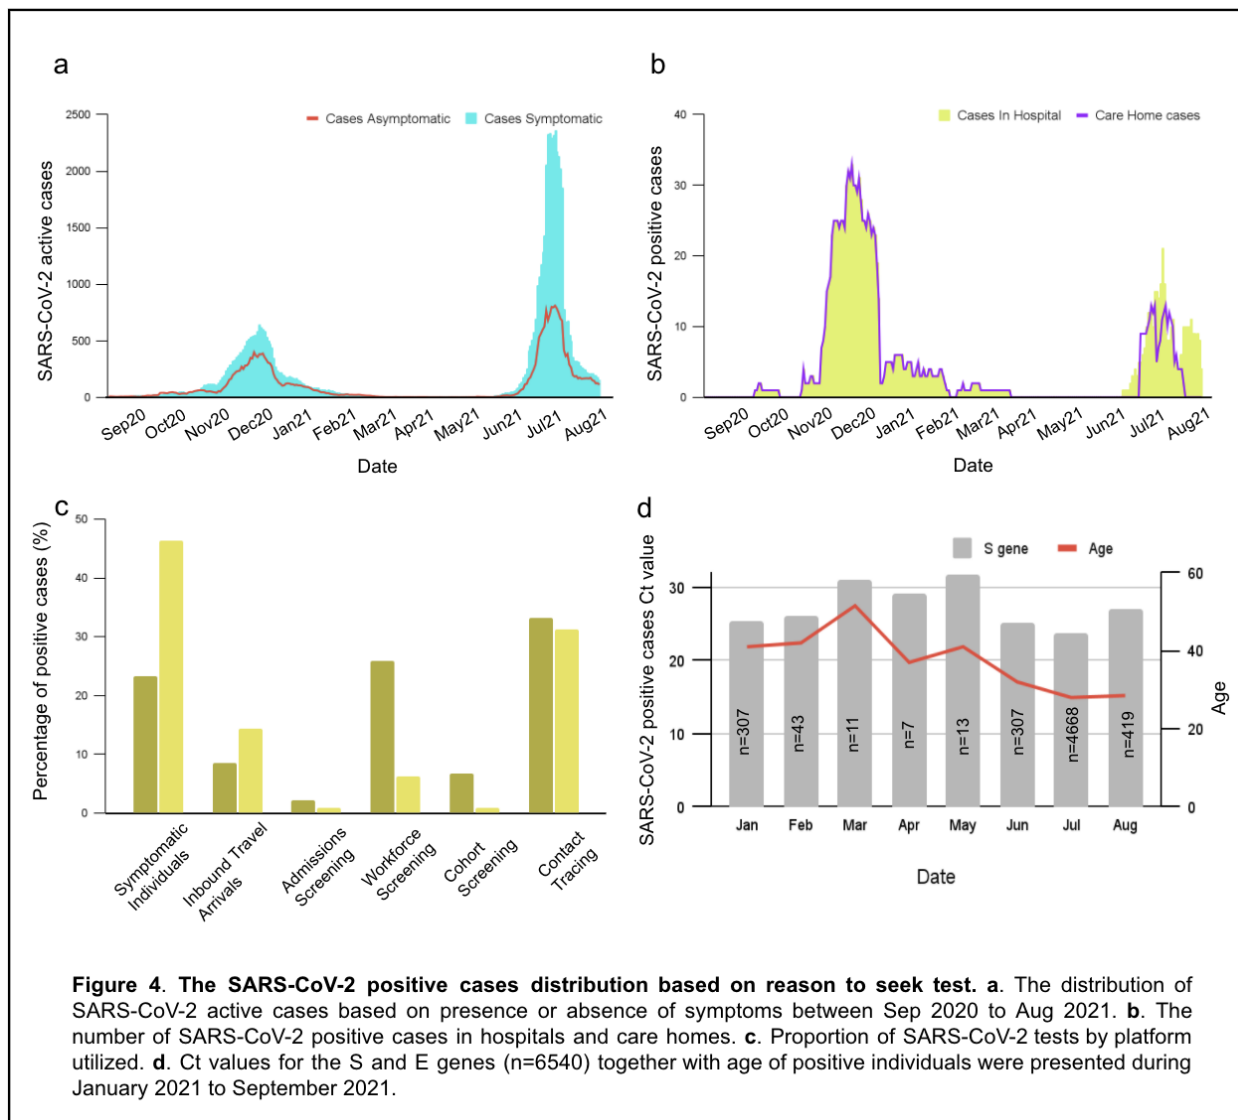 a
2500
2000
1500
1000
500
0
SARS-CoV-2 active cases
Cases Asymptomatic Cases Symptomatic
Sep20 Oct20 Nov20 Dec20 Jan21 Feb21 Mar21 Apr21 May21 Jun21 Jul21 Aug21
Date
b
40
30
20
10
0
SARS-CoV-2 positive cases
Cases In Hospital Care Home cases
Sep20 Oct20 Nov20 Dec20 Jan21 Feb21 Mar21 Apr21 May21 Jun21 Jul21 Aug21
Date
c
50
40
30
20
10
0
Percentage of positive cases (%)
Symptomatic
Individuals
Inbound Travel
Arrivals
Admissions
Screening
Workforce
Screening
Cohort
Screening
Contact
Tracing
d
SARS-CoV-2 positive cases Ct value
S gene Age
30
20
10
0
60
40
20
0
Age
n=307 n=43 n=11 n=7 n=13 n=307 n=4668 n=419
Jan Feb Mar Apr May Jun Jul Aug
Date
Figure 4. The SARS-CoV-2 positive cases distribution based on reason to seek test. a. The distribution of
SARS-CoV-2 active cases based on presence or absence of symptoms between Sep 2020 to Aug 2021. b. The
number of SARS-CoV-2 positive cases in hospitals and care homes. c. Proportion of SARS-CoV-2 tests by platform
utilized. d. Ct values for the S and E genes (n=6540) together with age of positive individuals were presented during
January 2021 to September 2021.